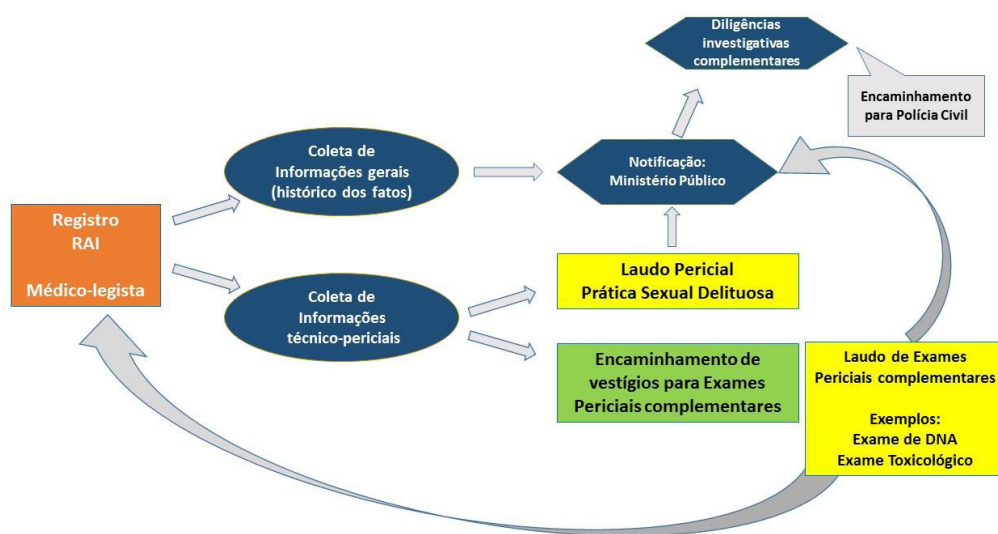 Diligências
investigativas
complementares
Encaminhamento
para Polícia Civil
Coleta de
Informações gerais
(histórico dos fatos)
Notificação:
Ministério Público
Registro
RAI
Médico-legista
Laudo Pericial
Prática Sexual Delituosa
Coleta de
Informações
técnico-periciais
Encaminhamento de
vestígios para Exames
Periciais complementares
Laudo de Exames
Periciais complementares
Exemplos:
Exame de DNA
Exame Toxicológico